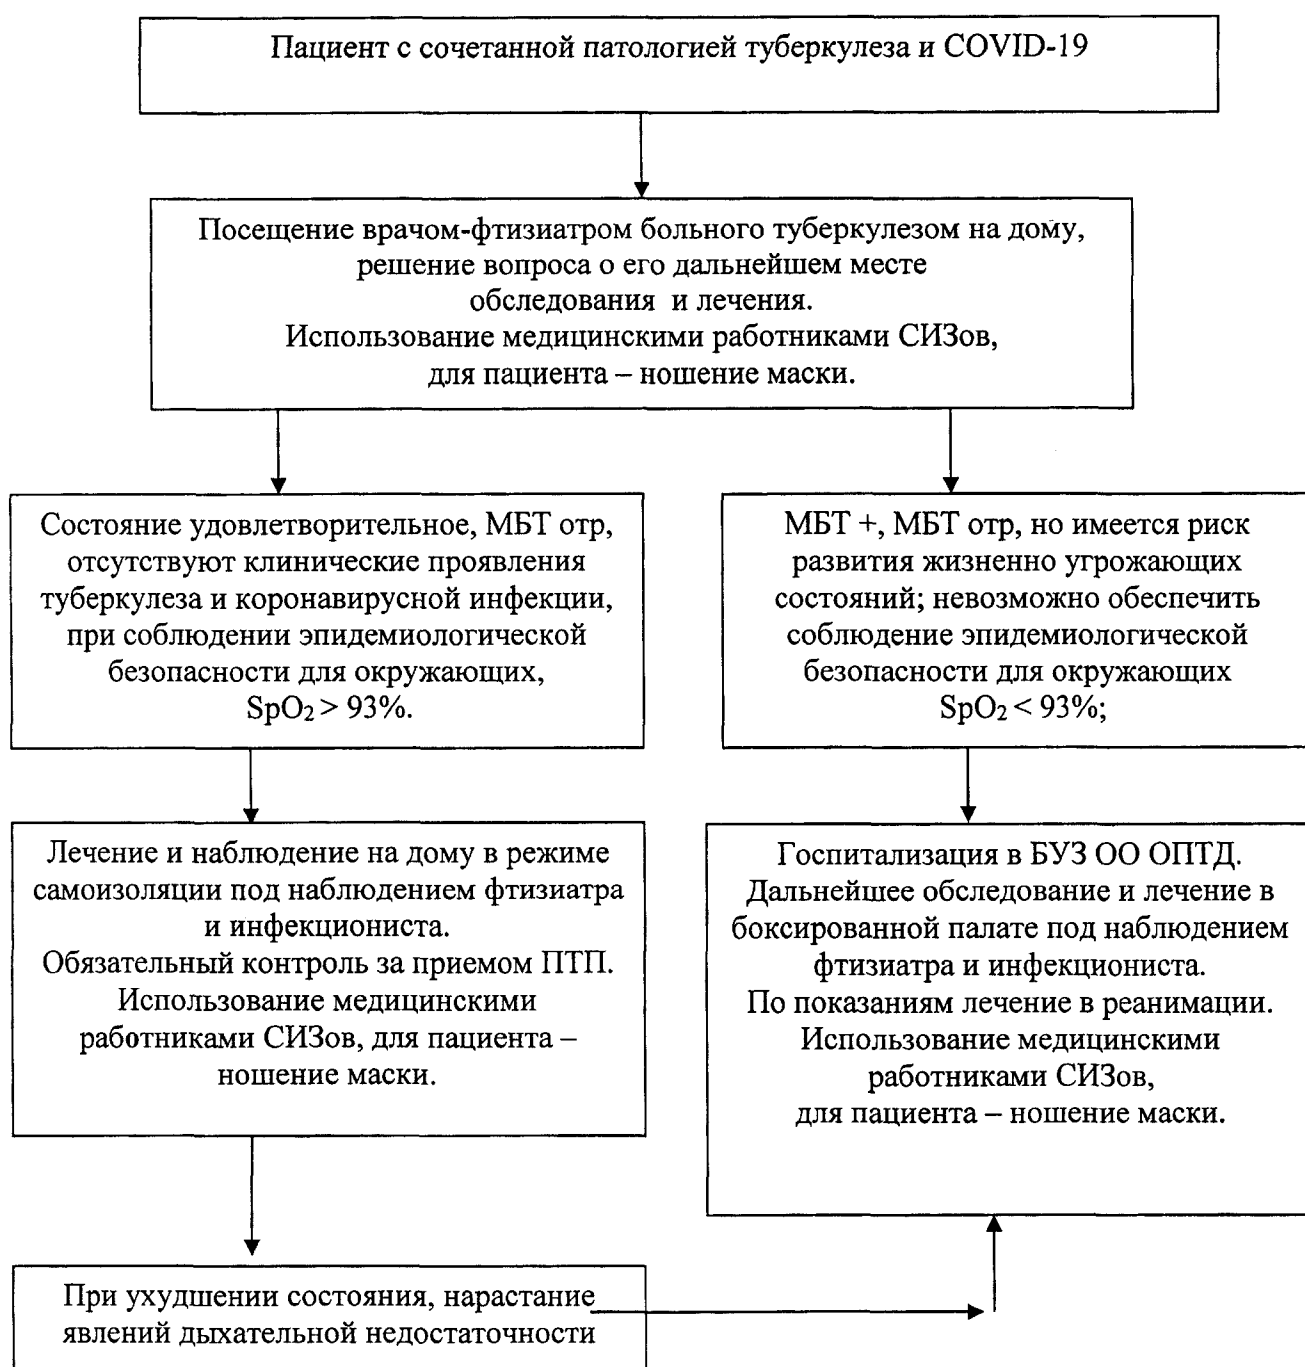 Пациент с сочетанной патологией туберкулеза и COVID-19
Посещение врачом-фтизиатром больного туберкулезом на дому,
решение вопроса о его дальнейшем месте
обследования и лечения.
Использование медицинскими работниками СИЗов,
для пациента – ношение маски.
Состояние удовлетворительное, МБТ отр,
отсутствуют клинические проявления
туберкулеза и коронавирусной инфекции,
при соблюдении эпидемиологической
безопасности для окружающих,
SpO₂ > 93%.
МБТ +, МБТ отр, но имеется риск
развития жизненно угрожающих
состояний; невозможно обеспечить
соблюдение эпидемиологической
безопасности для окружающих
SpO₂ < 93%;
Лечение и наблюдение на дому в режиме
самоизоляции под наблюдением фтизиатра
и инфекциониста.
Обязательный контроль за приемом ПТП.
Использование медицинскими
работниками СИЗов, для пациента –
ношение маски.
Госпитализация в БУЗ ОО ОПТД.
Дальнейшее обследование и лечение в
боксированной палате под наблюдением
фтизиатра и инфекциониста.
По показаниям лечение в реанимации.
Использование медицинскими
работниками СИЗов,
для пациента – ношение маски.
При ухудшении состояния, нарастание
явлений дыхательной недостаточности